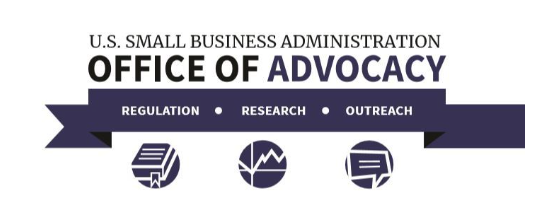 U.S. SMALL BUSINESS ADMINISTRATION
OFFICE OF ADVOCACY
REGULATION • RESEARCH • OUTREACH